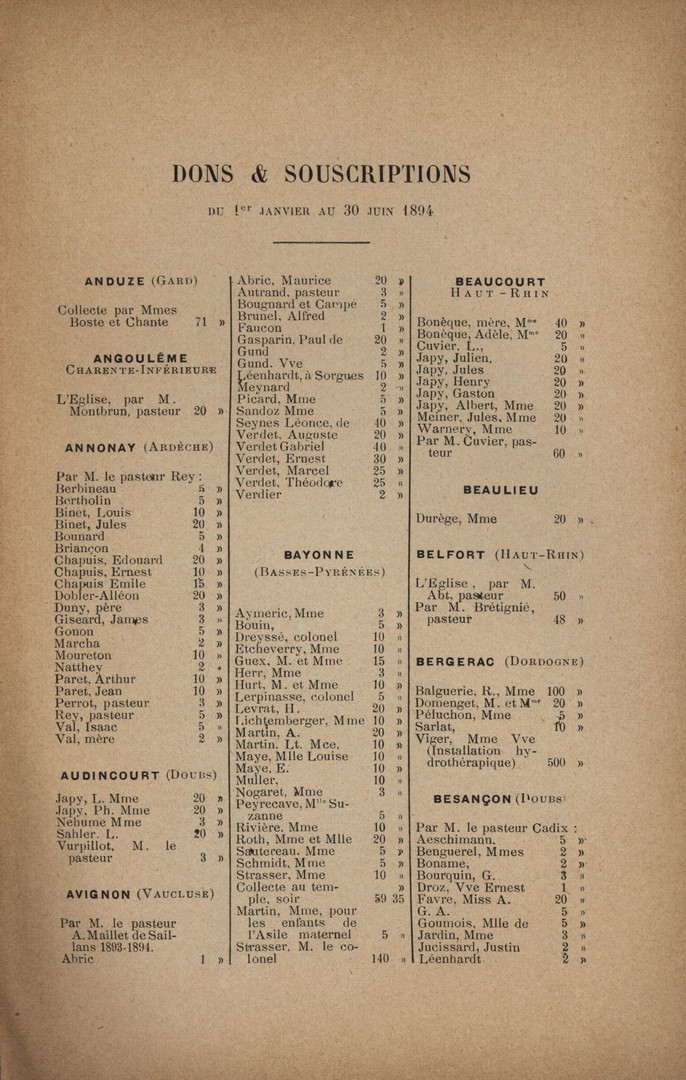 DONS & SOUSCRIPTIONS
DU 1er JANVIER AU 30 JUIN 1894
ANDUZE (GARD)
Collecte par Mmes
Boste et Chante 71 »
ANGOULÊME
CHARENTE-INFÉRIEURE
L'Eglise, par M.
Montbrun, pasteur 20 »
ANNONAY (ARDÈCHE)
Par M. le pasteur Rey :
Berbineau 5 »
Bertholin 5 »
Binet, Louis 10 »
Binet, Jules 20 »
Bounard 5 »
Briançon 4 »
Chapuis, Edouard 20 »
Chapuis, Ernest 10 »
Chapuis Emile 15 »
Dobler-Alléon 20 »
Duny, père 3 »
Giseard, James 3 »
Gonon 5 »
Marcha 2 »
Moureton 10 »
Natthey 2 »
Paret, Arthur 10 »
Paret, Jean 10 »
Perrot, pasteur 3 »
Rey, pasteur 5 »
Val, Isaac 5 »
Val, mère 2 »
AUDINCOURT (DOUBS)
Japy, L. Mme 20 »
Japy, Ph. Mme 20 »
Nehume Mme 3 »
Sahler. L. 20 »
Vurpillot, M. le
pasteur 3 »
AVIGNON (VAUCLUSE)
Par M. le pasteur
A. Maillet de Sail-
lans 1893-1894.
Abric 1 »
Abric, Maurice 20 »
Autrand, pasteur 3 »
Bougnard et Campé 5 »
Brunel, Alfred 2 »
Faucon 1 »
Gasparin, Paul de 20 »
Gund 2 »
Gund, Vve 5 »
Léenhardt, à Sorgues 10 »
Meynard 2 »
Picard, Mme 5 »
Sandoz Mme 5 »
Seynes Léonce, de 40 »
Verdet, Auguste 20 »
Verdet Gabriel 40 »
Verdet, Ernest 30 »
Verdet, Marcel 25 »
Verdet, Théodore 25 »
Verdier 2 »
BAYONNE
(BASSES-PYRÉNÉES)
Aymeric, Mme 3 »
Bouin, 5 »
Dreyssé, colonel 10 »
Etcheverry, Mme 10 »
Guex, M. et Mme 15 »
Herr, Mme 3 »
Hurt, M. et Mme 10 »
Lerpinasse, colonel 5 »
Levrat, H. 20 »
Lichtemberger, Mme 10 »
Martin, A. 20 »
Martin, Lt. Mce, 10 »
Maye, Mlle Louise 10 »
Maye, E. 10 »
Muller, 10 »
Nogaret, Mme 3 »
Peyrecave, Mlle Su-
zanne 5 »
Rivière, Mme 10 »
Roth, Mme et Mlle 20 »
Sautereau, Mme 5 »
Schmidt, Mme 5 »
Strasser, Mme 10 »
Collecte au tem- »
ple, soir 59 35
Martin, Mme, pour
les enfants de
l'Asile maternel 5 »
Strasser, M. le co-
lonel 140 »
BEAUCOURT
HAUT-RHIN
Bonèque, mère, Mme 40 »
Bonèque, Adèle, Mme 20 »
Cuvier, L., 5 »
Japy, Julien, 20 »
Japy, Jules 20 »
Japy, Henry 20 »
Japy, Gaston 20 »
Japy, Albert, Mme 20 »
Meiner, Jules, Mme 20 »
Warnery, Mme 10 »
Par M. Cuvier, pas-
teur 60 »
BEAULIEU
Durège, Mme 20 »
BELFORT (HAUT-RHIN)
L'Eglise, par M.
Abt, pasteur 50 »
Par M. Brétignié,
pasteur 48 »
BERGERAC (DORDOGNE)
Balguerie, R., Mme 100 »
Domenget, M. et Mme 20 »
Péluchon, Mme 5 »
Sarlat, 10 »
Viger, Mme Vve
(Installation hy-
drothérapique) 500 »
BESANÇON (DOUBS)
Par M. le pasteur Cadix :
Aeschimann, 5 »
Benguerel, Mmes 2 »
Boname, 2 »
Bourquin, G. 3 »
Droz, Vve Ernest 1 »
Favre, Miss A. 20 »
G. A. 5 »
Goumois, Mlle de 5 »
Jardin, Mme 3 »
Jucissard, Justin 2 »
Léenhardt 2 »